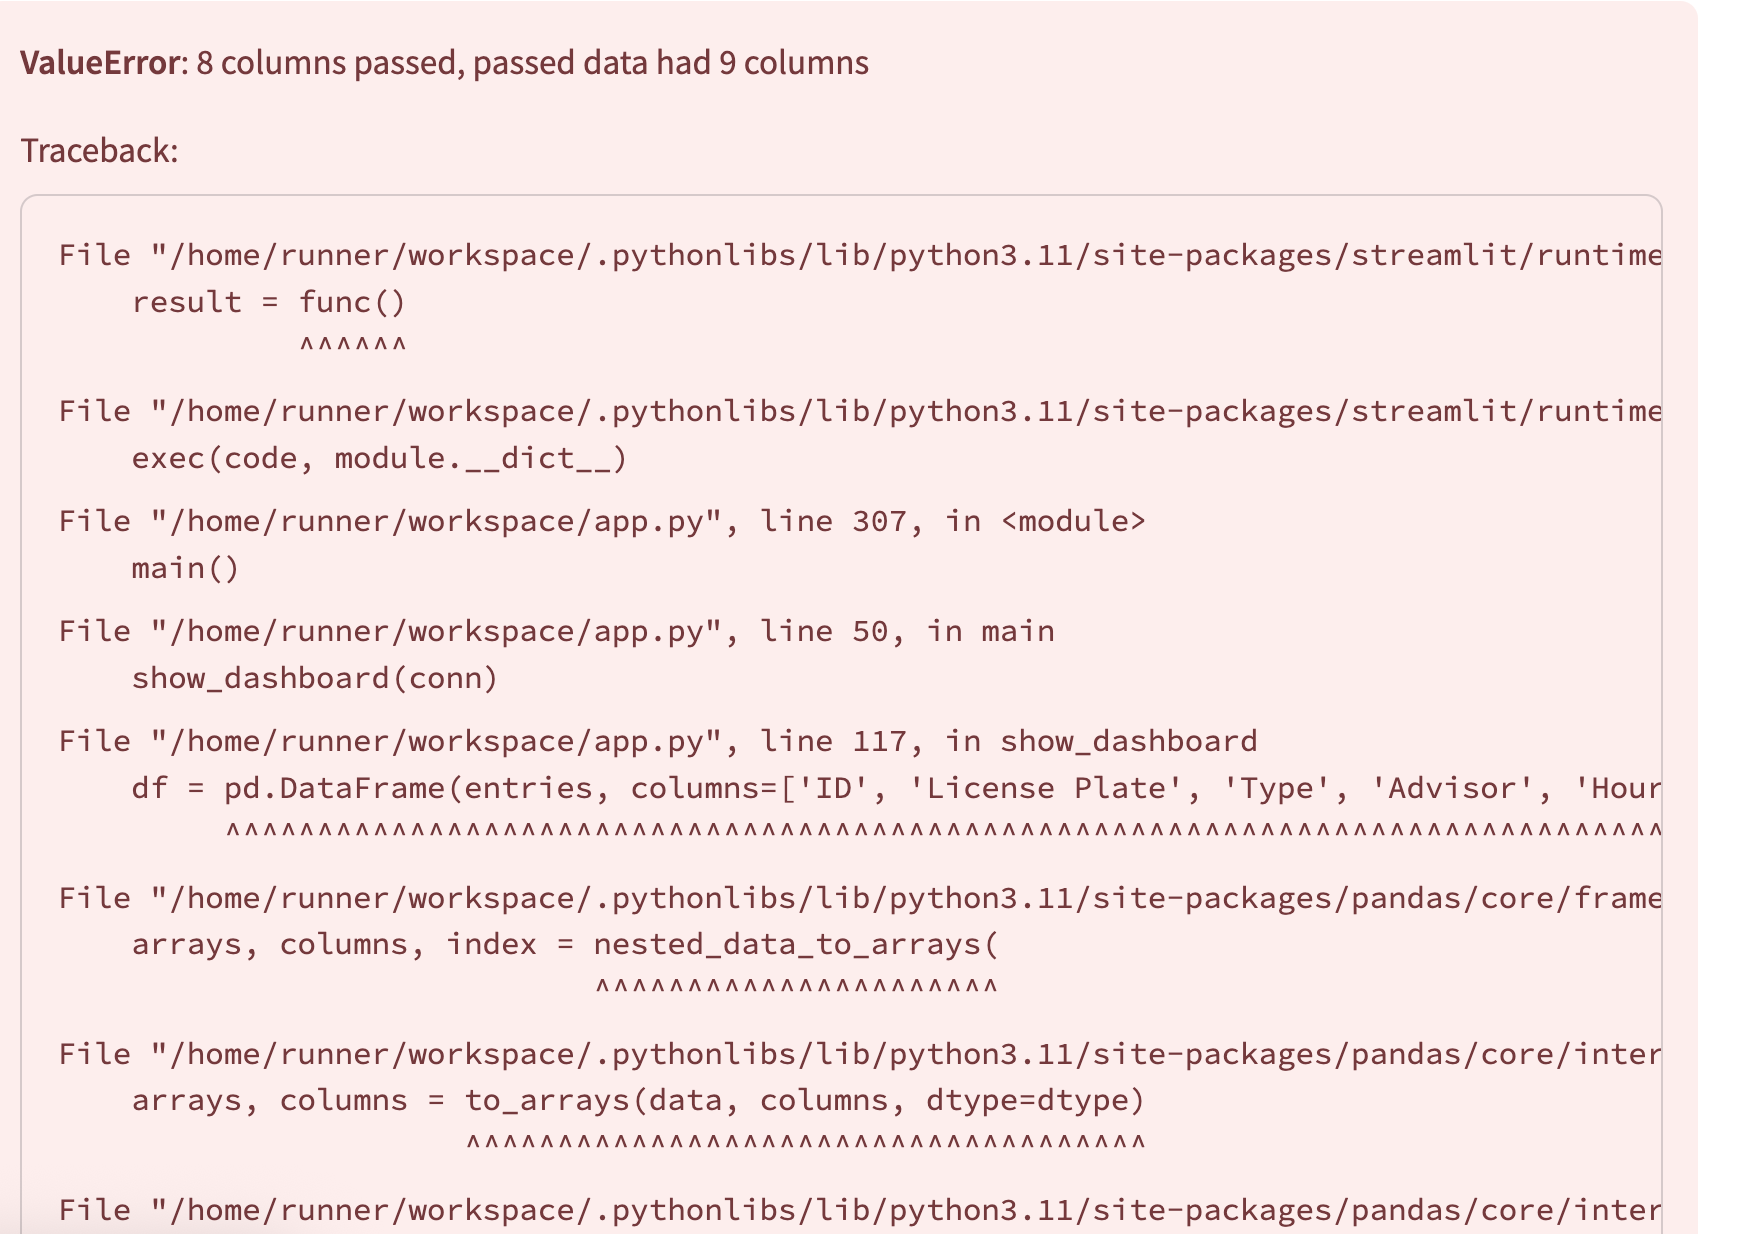 ValueError: 8 columns passed, passed data had 9 columns
Traceback:
File "/home/runner/workspace/.pythonlibs/lib/python3.11/site-packages/streamlit/runtime
result = func()
^^^^^^
File "/home/runner/workspace/.pythonlibs/lib/python3.11/site-packages/streamlit/runtime
exec(code, module.__dict__)
File "/home/runner/workspace/app.py", line 307, in <module>
main()
File "/home/runner/workspace/app.py", line 50, in main
show_dashboard(conn)
File "/home/runner/workspace/app.py", line 117, in show_dashboard
df = pd.DataFrame(entries, columns=['ID', 'License Plate', 'Type', 'Advisor', 'Hour
^^^^^^^^^^^^^^^^^^^^^^^^^^^^^^^^^^^^^^^^^^^^^^^^^^^^^^^^^^^^^^^^^^^^^^^^^^^^^^
File "/home/runner/workspace/.pythonlibs/lib/python3.11/site-packages/pandas/core/frame
arrays, columns, index = nested_data_to_arrays(
^^^^^^^^^^^^^^^^^^^^^^
File "/home/runner/workspace/.pythonlibs/lib/python3.11/site-packages/pandas/core/inter
arrays, columns = to_arrays(data, columns, dtype=dtype)
^^^^^^^^^^^^^^^^^^^^^^^^^^^^^^^^^^^^^
File "/home/runner/workspace/.pythonlibs/lib/python3.11/site-packages/pandas/core/inter